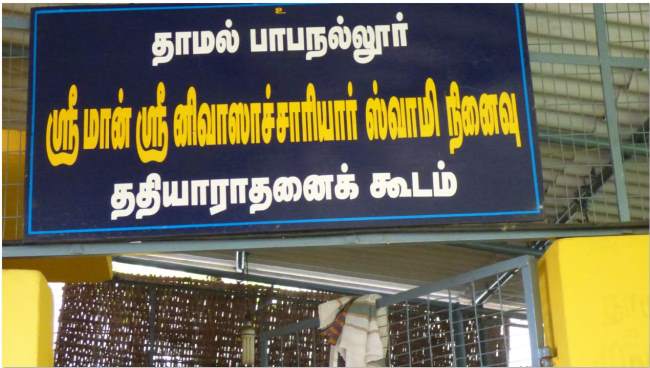 உ
தாமல் பாபநல்லூர்
ஸ்ரீ மான் ஸ்ரீ னிவாஸாச்சாரியார் ஸ்வாமி நினைவு
ததியாராதனைக் கூடம்